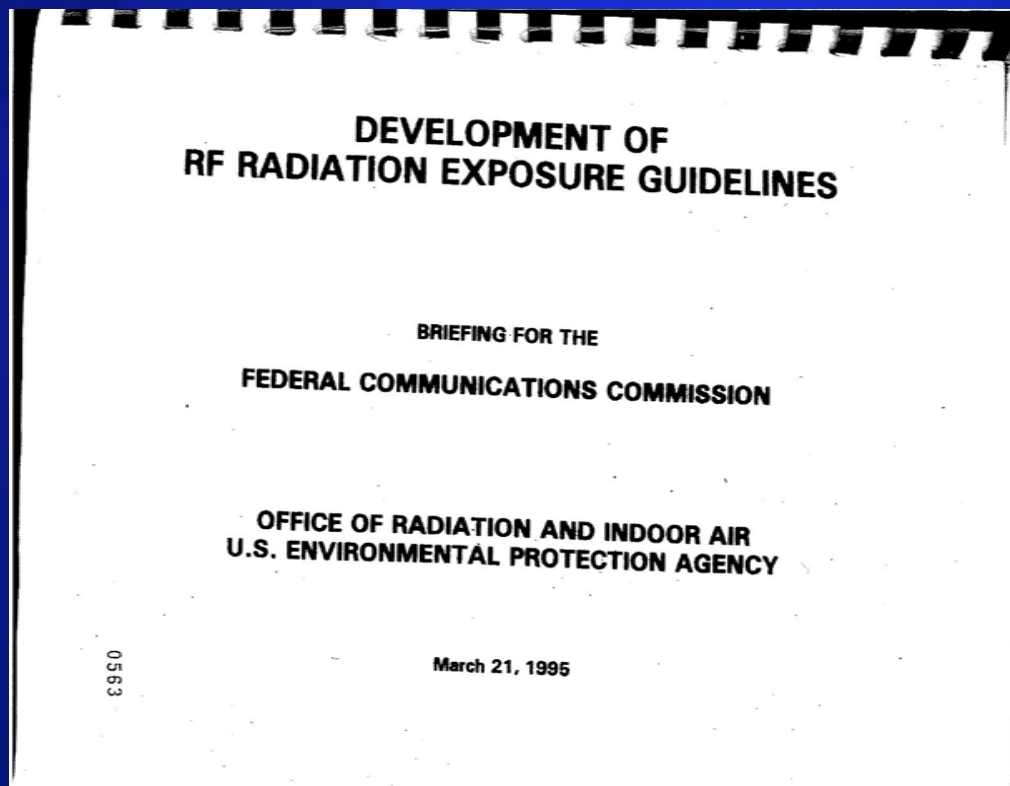 DEVELOPMENT OF
RF RADIATION EXPOSURE GUIDELINES
BRIEFING FOR THE
FEDERAL COMMUNICATIONS COMMISSION
OFFICE OF RADIATION AND INDOOR AIR
U.S. ENVIRONMENTAL PROTECTION AGENCY
0563
March 21, 1995